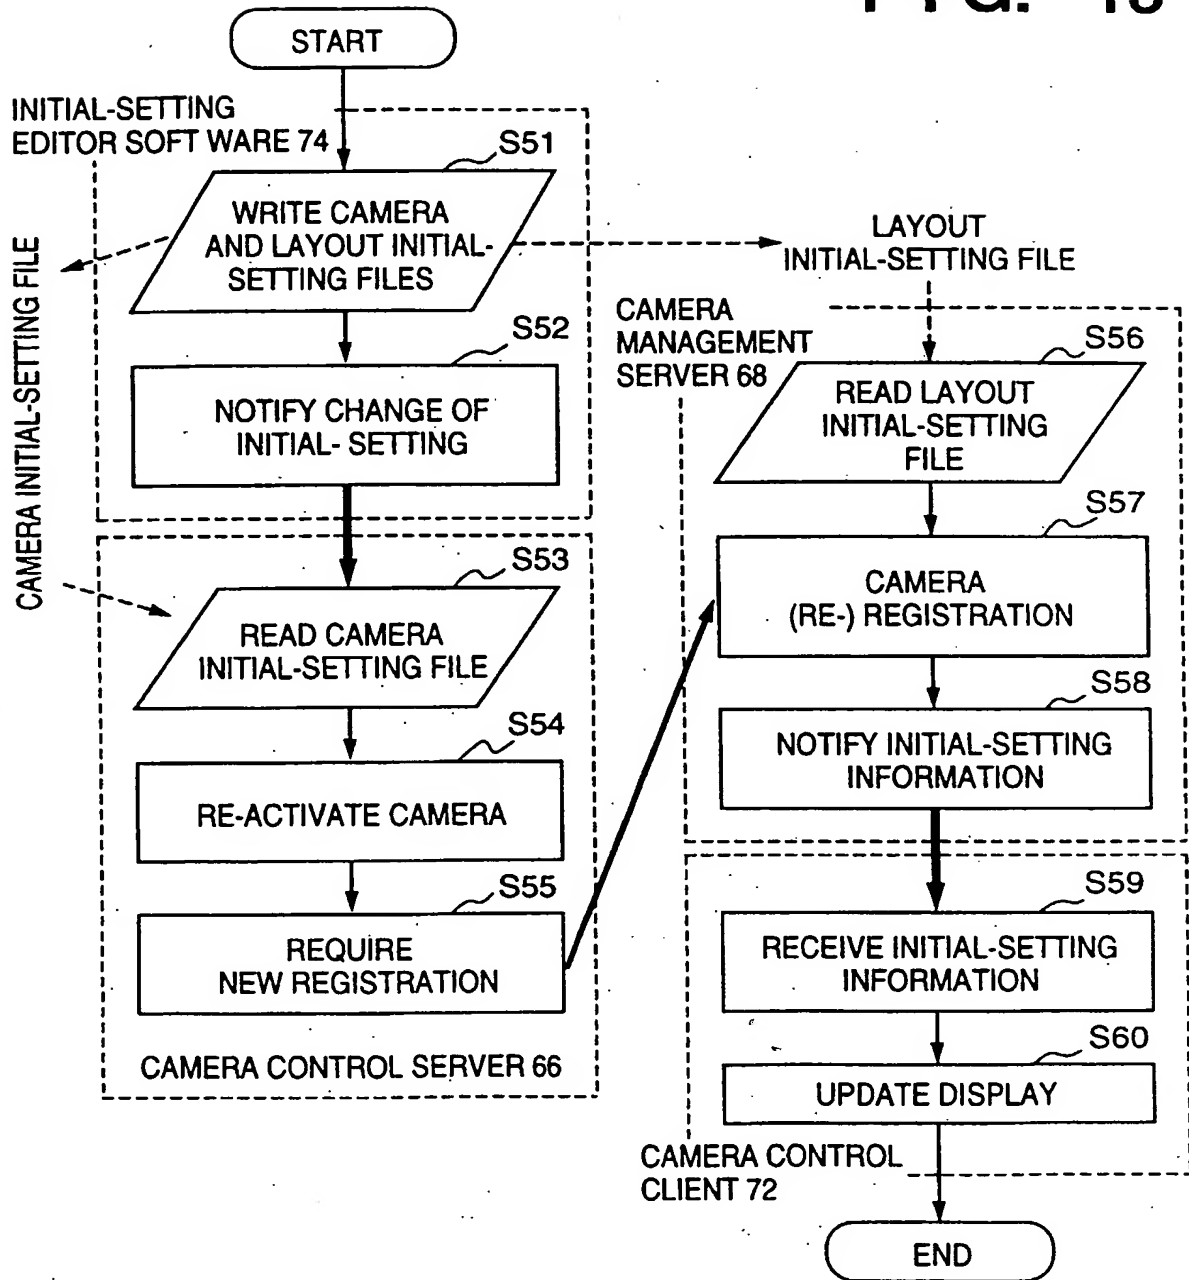 START
INITIAL-SETTING
EDITOR SOFT WARE 74
S51
WRITE CAMERA
AND LAYOUT INITIAL-
SETTING FILES
CAMERA INITIAL-SETTING FILE
S52
NOTIFY CHANGE OF
INITIAL- SETTING
S53
READ CAMERA
INITIAL-SETTING FILE
S54
RE-ACTIVATE CAMERA
S55
REQUIRE
NEW REGISTRATION
CAMERA CONTROL SERVER 66
LAYOUT
INITIAL-SETTING FILE
CAMERA
MANAGEMENT
SERVER 68
S56
READ LAYOUT
INITIAL-SETTING
FILE
S57
CAMERA
(RE-) REGISTRATION
S58
NOTIFY INITIAL-SETTING
INFORMATION
S59
RECEIVE INITIAL-SETTING
INFORMATION
S60
UPDATE DISPLAY
CAMERA CONTROL
CLIENT 72
END